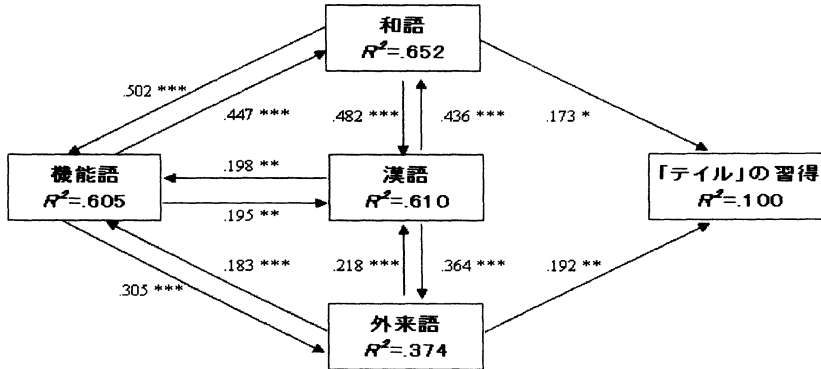 和語
R²=.652
.502 ***
.447 ***
.482 ***
.436 ***
.173 *
機能語
R²=.605
.198 **
.195 **
漢語
R²=.610
「テイル」の習得
R²=.100
.305 ***
.183 ***
.218 ***
.364 ***
.192 **
外来語
R²=.374